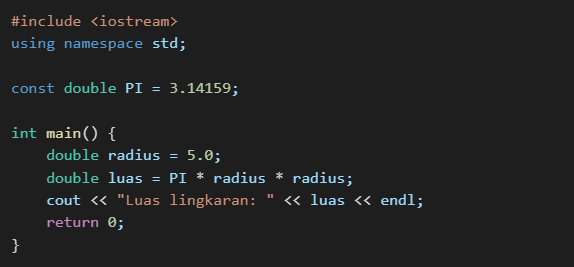 #include <iostream>
using namespace std;
const double PI = 3.14159;
int main() {
double radius = 5.0;
double luas = PI * radius * radius;
cout << "Luas lingkaran: " << luas << endl;
return 0;
}